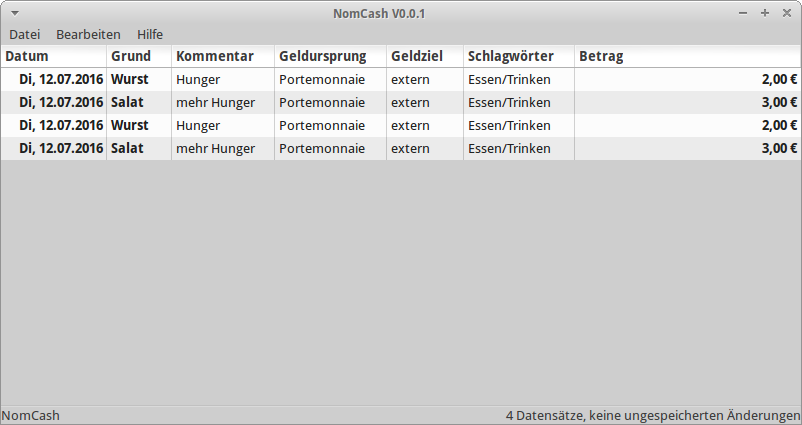 NomCash V0.0.1
Datei Bearbeiten Hilfe
Datum Grund Kommentar Geldursprung Geldziel Schlagwörter Betrag
Di, 12.07.2016 Wurst Hunger Portemonnaie extern Essen/Trinken 2,00 €
Di, 12.07.2016 Salat mehr Hunger Portemonnaie extern Essen/Trinken 3,00 €
Di, 12.07.2016 Wurst Hunger Portemonnaie extern Essen/Trinken 2,00 €
Di, 12.07.2016 Salat mehr Hunger Portemonnaie extern Essen/Trinken 3,00 €
NomCash 4 Datensätze, keine ungespeicherten Änderungen